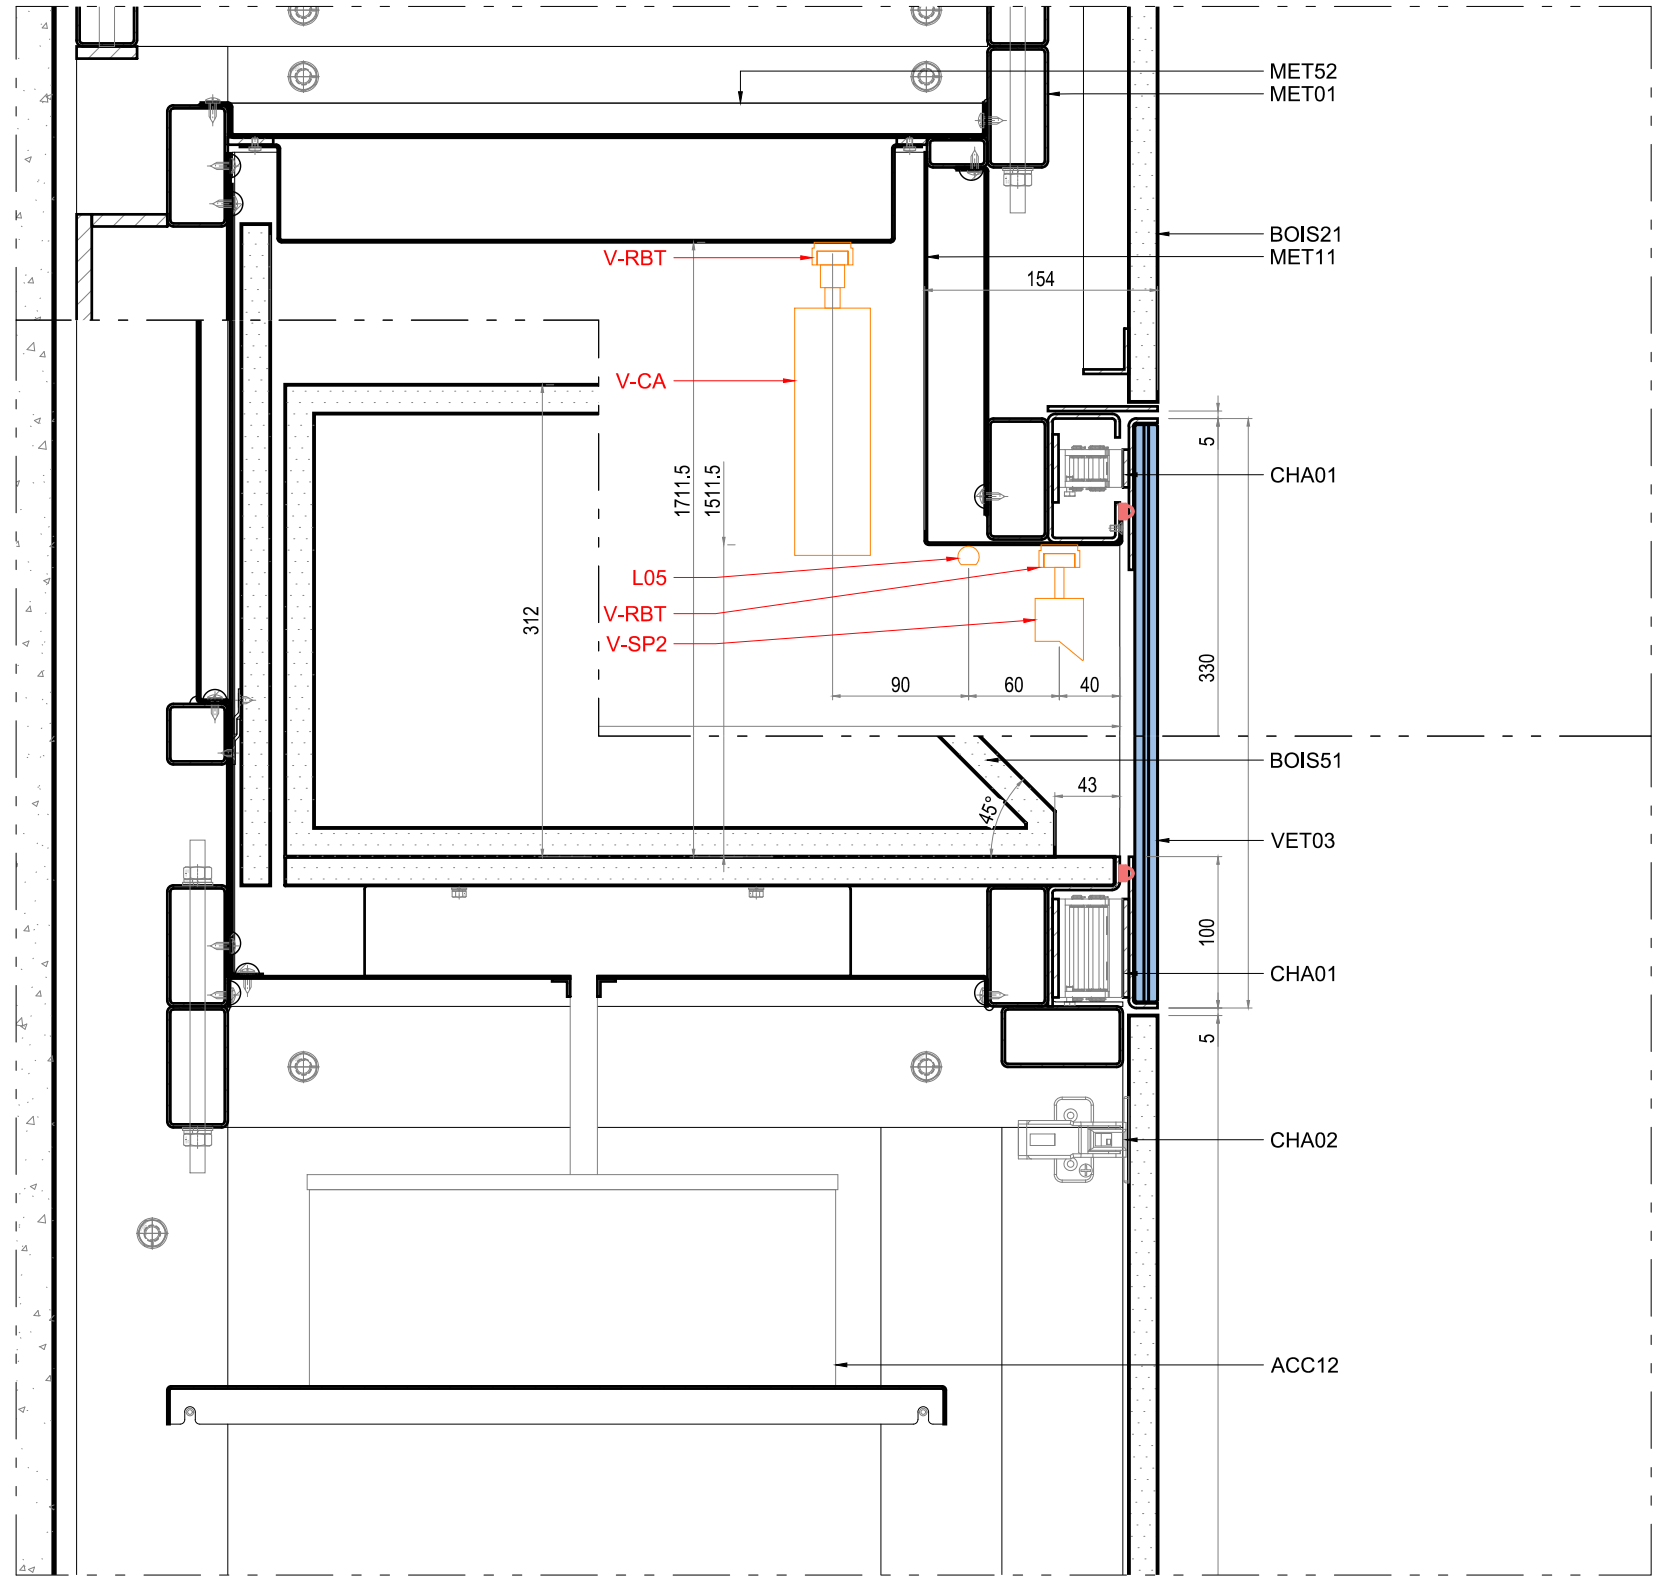 MET52
MET01
BOIS21
V-RBT
MET11
154
V-CA
5
CHA01
1711.5
1511.5
L05
V-RBT
312
V-SP2
330
90
60
40
BOIS51
43
45°
VET03
100
CHA01
5
CHA02
ACC12